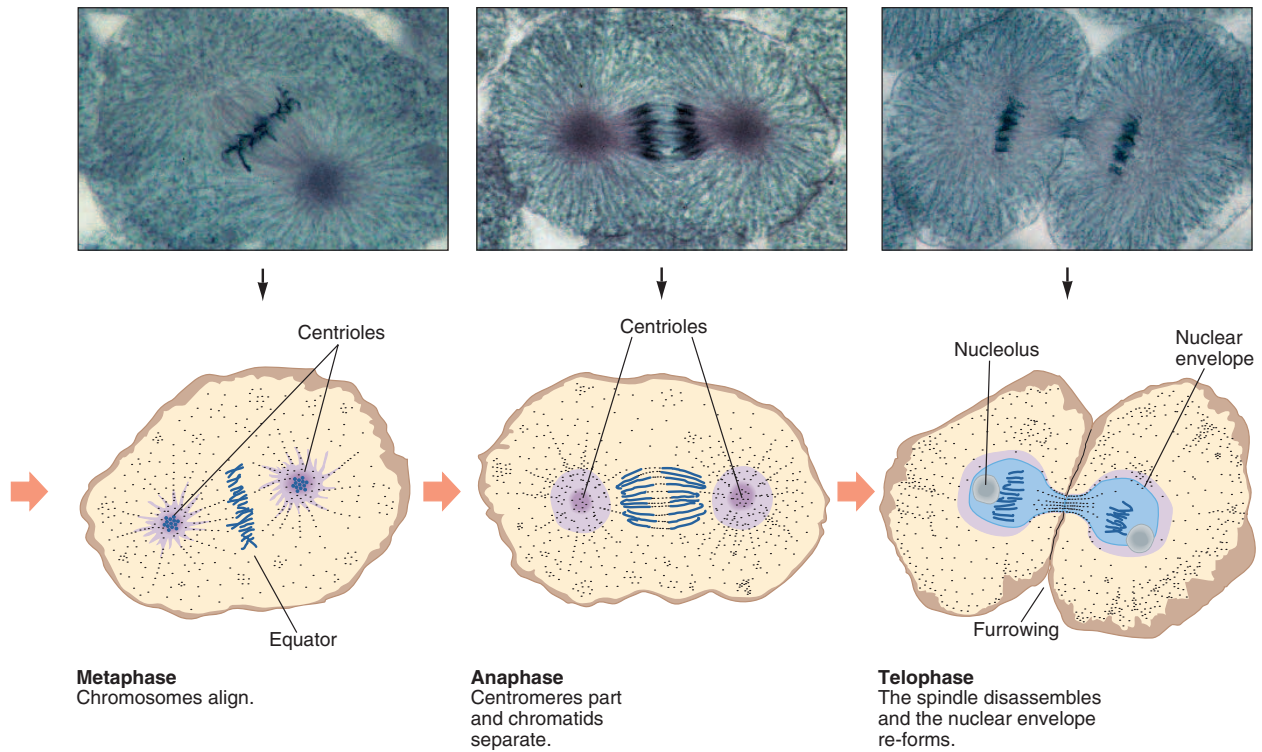 Centrioles
Equator
Metaphase
Chromosomes align.
Centrioles
Anaphase
Centromeres part
and chromatids
separate.
Nucleolus
Nuclear
envelope
Furrowing
Telophase
The spindle disassembles
and the nuclear envelope
re-forms.